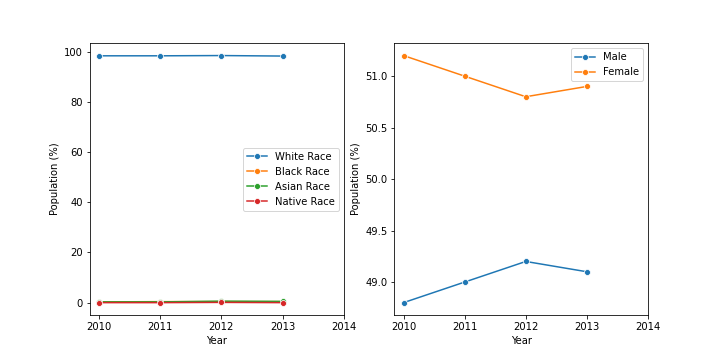 100
80
60
40
20
0
Population (%)
2010 2011 2012 2013 2014
Year
White Race
Black Race
Asian Race
Native Race
51.0
50.5
50.0
49.5
49.0
Population (%)
2010 2011 2012 2013 2014
Year
Male
Female